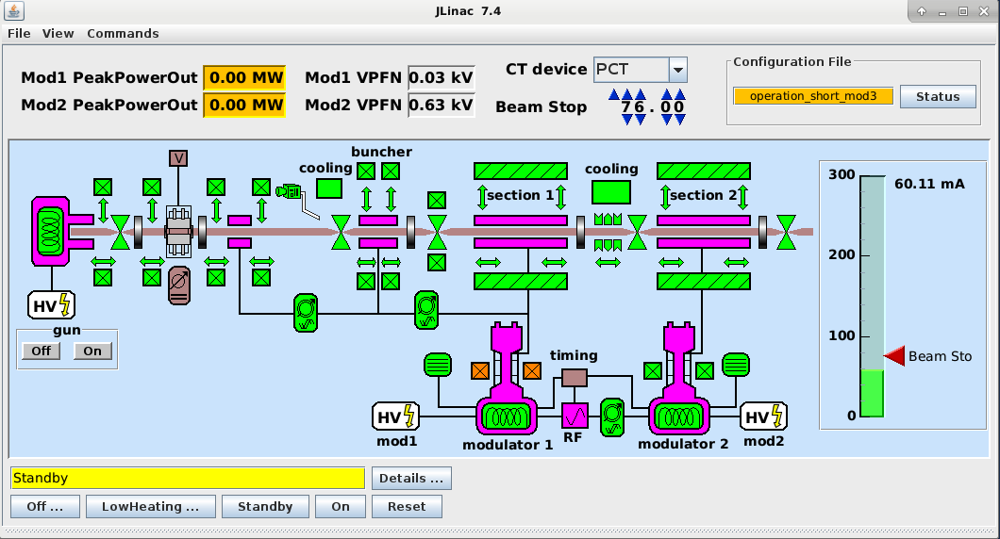 JLinac 7.4
File View Commands
Mod1 PeakPowerOut 0.00 MW Mod1 VPFN 0.03 kV
Mod2 PeakPowerOut 0.00 MW Mod2 VPFN 0.63 kV
CT device PCT
Beam Stop 76.00
Configuration File
operation_short_mod3 Status
V
buncher
cooling
cooling
section 1
section 2
HV
gun
Off On
timing
HV
mod1
modulator 1
RF
modulator 2
HV
mod2
300
60.11 mA
200
100
Beam Sto
0
Standby Details ...
Off ... LowHeating ... Standby On Reset